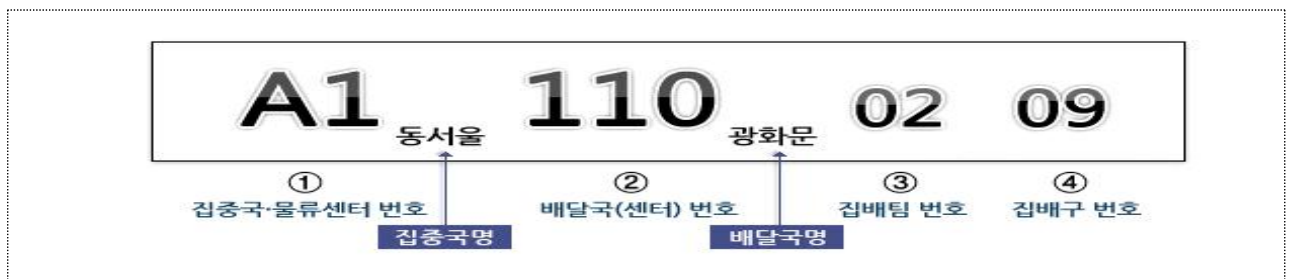 A1 동서울 110 광화문 02 09
① ② ③ ④
집중국·물류센터 번호 배달국(센터) 번호 집배팀 번호 집배구 번호
집중국명 배달국명